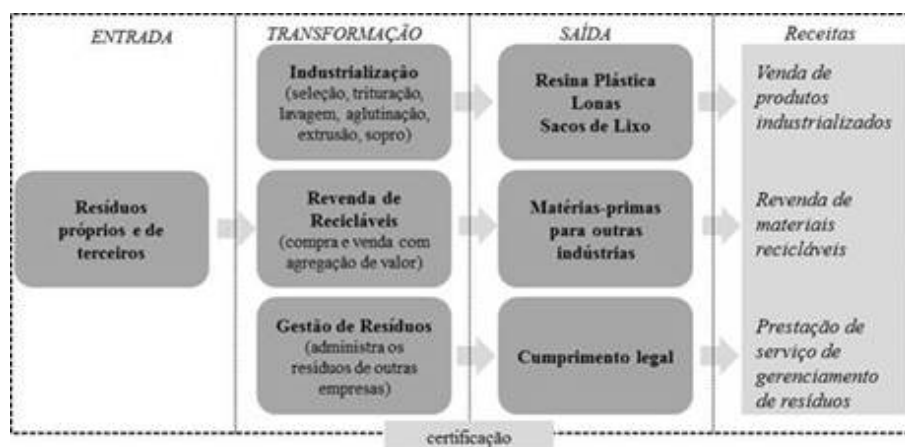 ENTRADA
TRANSFORMAÇÃO
SAÍDA
Receitas
Resíduos
próprios e de
terceiros
Industrialização
(seleção, trituração,
lavagem, aglutinação,
extrusão, sopro)
Resina Plástica
Lonas
Sacos de Lixo
Venda de
produtos
industrializados
Revenda de
Recicláveis
(compra e venda com
agregação de valor)
Matérias-primas
para outras
indústrias
Revenda de
materiais
recicláveis
Gestão de Resíduos
(administra os
resíduos de outras
empresas)
Cumprimento legal
Prestação de
serviço de
gerenciamento
de resíduos
certificação